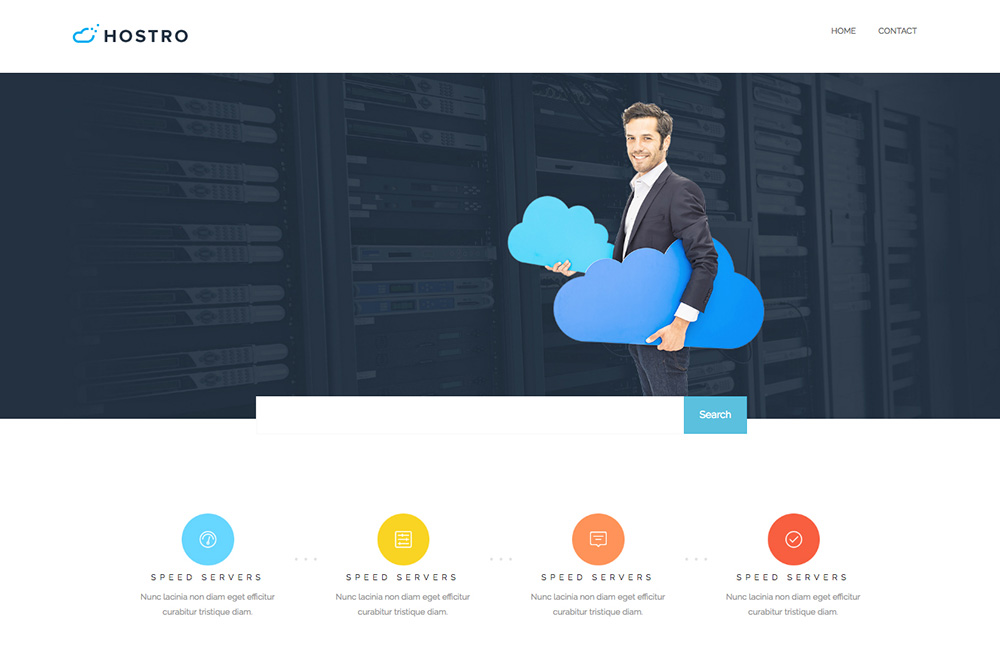 HOSTRO
HOME
CONTACT
Search
SPEED SERVERS
Nunc lacinia non diam eget efficitur
curabitur tristique diam.
SPEED SERVERS
Nunc lacinia non diam eget efficitur
curabitur tristique diam.
SPEED SERVERS
Nunc lacinia non diam eget efficitur
curabitur tristique diam.
SPEED SERVERS
Nunc lacinia non diam eget efficitur
curabitur tristique diam.